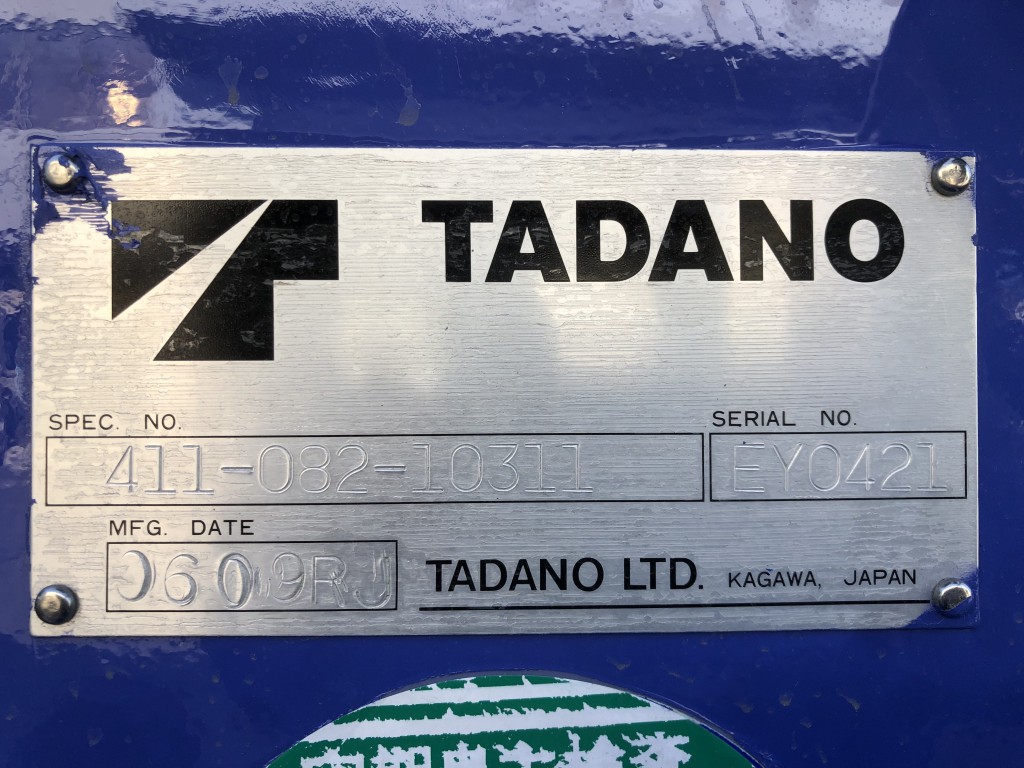 TADANO
SPEC. NO.
411-082-10311
SERIAL NO.
EY0421
MFG. DATE
0609RJ
TADANO LTD. KAGAWA, JAPAN